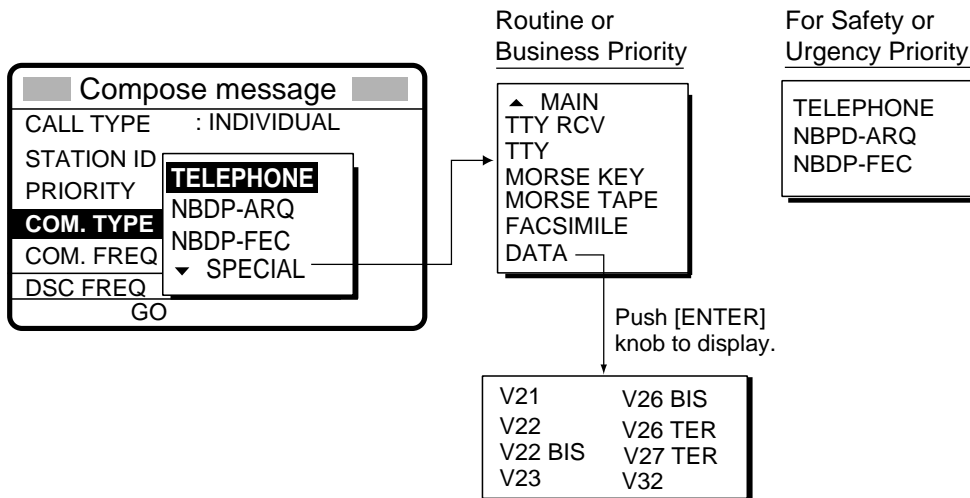 Routine or
Business Priority
For Safety or
Urgency Priority
Compose message
CALL TYPE : INDIVIDUAL
STATION ID
PRIORITY
COM. TYPE
COM. FREQ
DSC FREQ
GO
TELEPHONE
NBDP-ARQ
NBDP-FEC
▼ SPECIAL
▲ MAIN
TTY RCV
TTY
MORSE KEY
MORSE TAPE
FACSIMILE
DATA
TELEPHONE
NBPD-ARQ
NBDP-FEC
Push [ENTER]
knob to display.
V21
V22
V22 BIS
V23
V26 BIS
V26 TER
V27 TER
V32